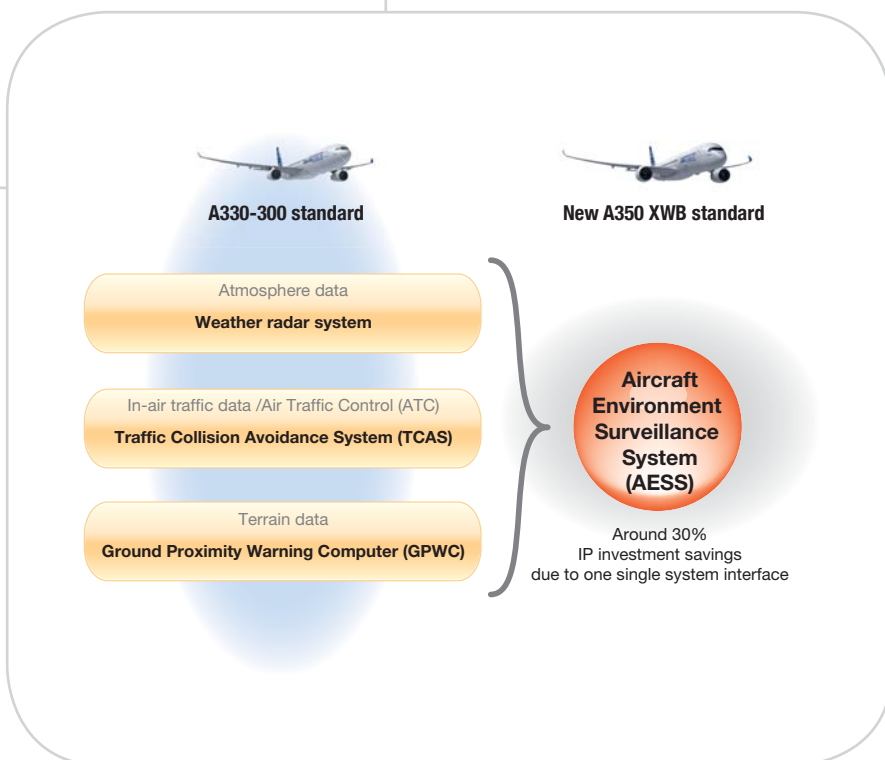 A330-300 standard
New A350 XWB standard
Atmosphere data
Weather radar system
In-air traffic data /Air Traffic Control (ATC)
Traffic Collision Avoidance System (TCAS)
Terrain data
Ground Proximity Warning Computer (GPWC)
Aircraft
Environment
Surveillance
System
(AESS)
Around 30%
IP investment savings
due to one single system interface